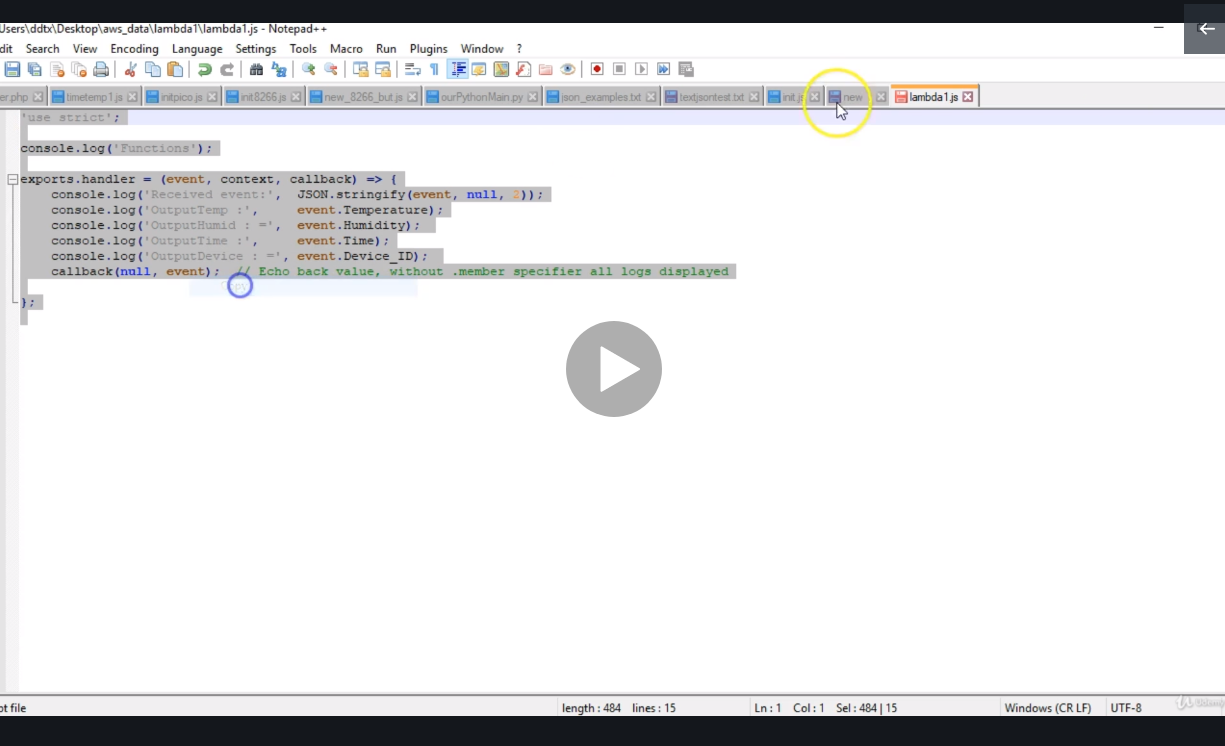 Users\ddtx\Desktop\aws_data\lambda1\lambda1.js - Notepad++
dit Search View Encoding Language Settings Tools Macro Run Plugins Window ?
er.php timetemp1.js initpico.js init8266.js new_8266_but.js ourPythonMain.py json_examples.txt textjsontest.txt init.js new lambda1.js
'use strict';
console.log('Functions');
exports.handler = (event, context, callback) => {
console.log('Received event:', JSON.stringify(event, null, 2));
console.log('OutputTemp :', event.Temperature);
console.log('OutputHumid : =', event.Humidity);
console.log('OutputTime :', event.Time);
console.log('OutputDevice : =', event.Device_ID);
callback(null, event); // Echo back value, without .member specifier all logs displayed
};
pt file length : 484 lines : 15 Ln : 1 Col : 1 Sel : 484 | 15 Windows (CR LF) UTF-8
Udemy